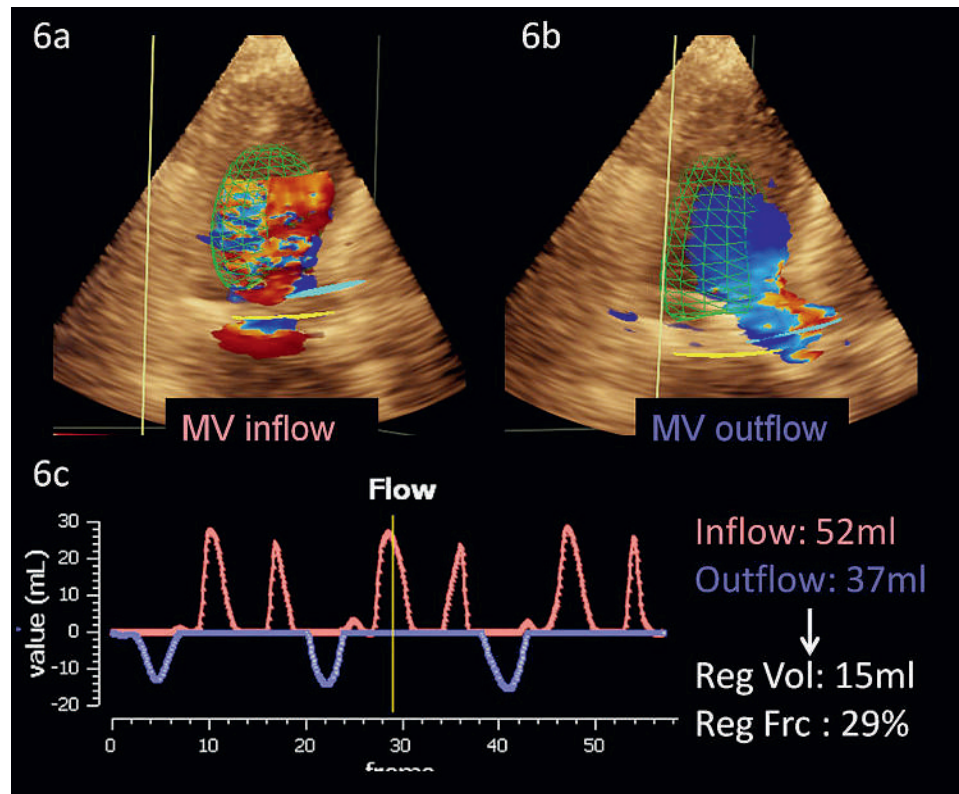 6a
6b
MV inflow
MV outflow
6c
Flow
value (mL)
30
20
10
0
-10
-20
0
10
20
30
40
50
Inflow: 52ml
Outflow: 37ml
Reg Vol: 15ml
Reg Frc : 29%